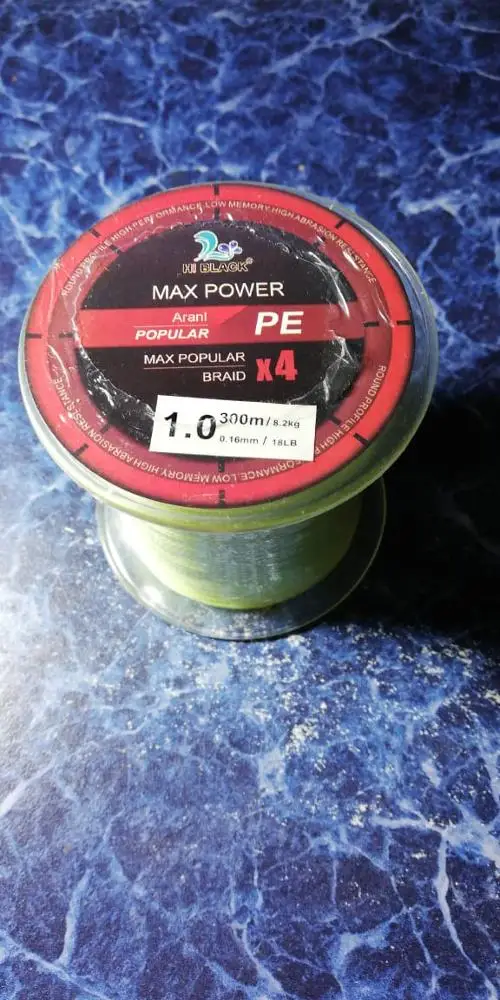 ROUND PROFILE HIGH PERFORMANCE LOW MEMORY HIGH ABRASION RESISTANCE
Hi BLACK®
MAX POWER
Arani
POPULAR
PE
MAX POPULAR
BRAID
x4
1.0 300m/8.2kg
0.16mm / 18LB
ROUND PROFILE HIGH PERFORMANCE LOW MEMORY HIGH ABRASION RESISTANCE